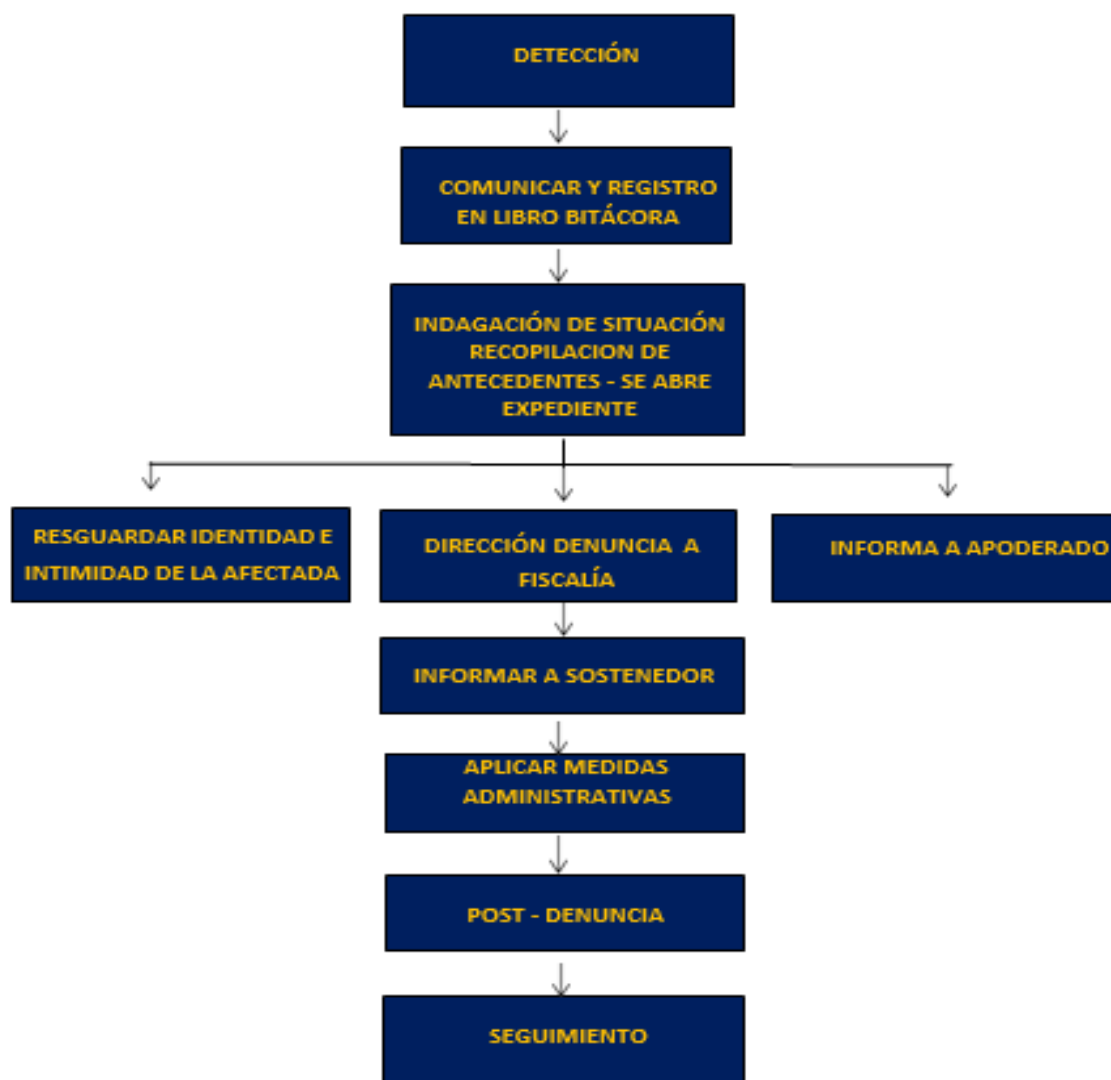 DETECCIÓN
COMUNICAR Y REGISTRO
EN LIBRO BITÁCORA
INDAGACIÓN DE SITUACIÓN
RECOPILACION DE
ANTECEDENTES - SE ABRE
EXPEDIENTE
RESGUARDAR IDENTIDAD E
INTIMIDAD DE LA AFECTADA
DIRECCIÓN DENUNCIA A
FISCALÍA
INFORMA A APODERADO
INFORMAR A SOSTENEDOR
APLICAR MEDIDAS
ADMINISTRATIVAS
POST - DENUNCIA
SEGUIMIENTO